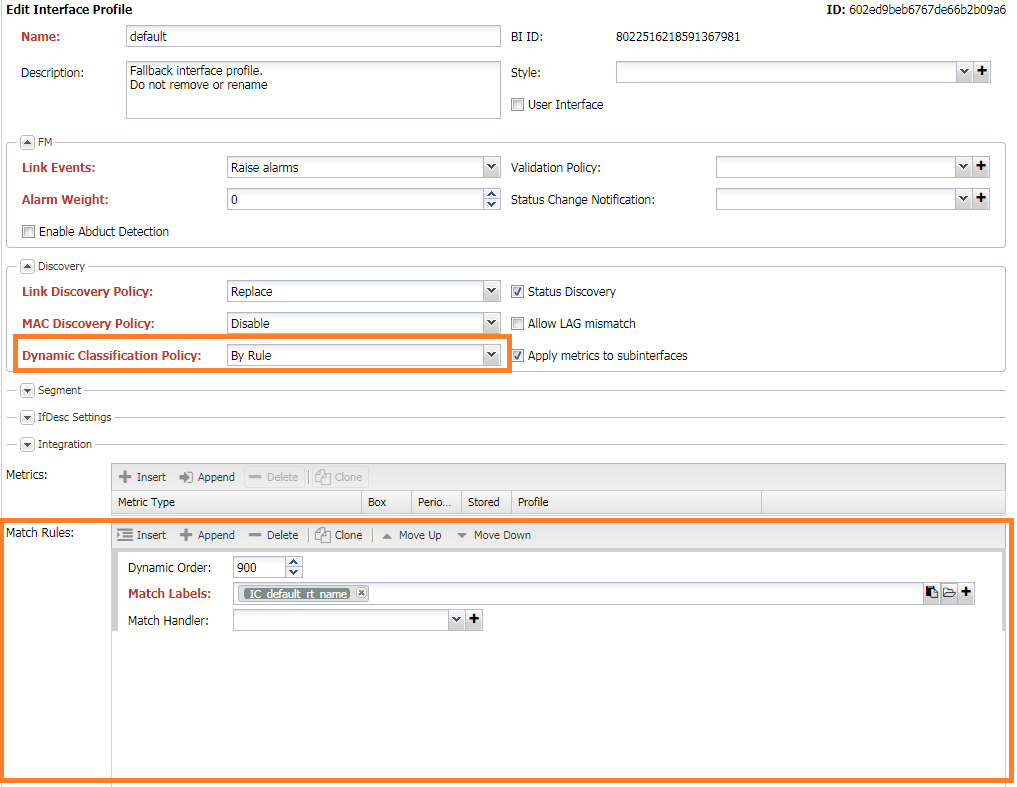 Edit Interface Profile ID: 602ed9beb6767de66b2b09a6
Name: default BI ID: 8022516218591367981
Description: Fallback interface profile. Style:
Do not remove or rename
User Interface
FM
Link Events: Raise alarms Validation Policy:
Alarm Weight: 0 Status Change Notification:
Enable Abduct Detection
Discovery
Link Discovery Policy: Replace Status Discovery
MAC Discovery Policy: Disable Allow LAG mismatch
Dynamic Classification Policy: By Rule Apply metrics to subinterfaces
Segment
IfDesc Settings
Integration
Metrics: Insert Append Delete Clone
Metric Type Box Perio... Stored Profile
Match Rules: Insert Append Delete Clone Move Up Move Down
Dynamic Order: 900
Match Labels: IC_default_rt_name
Match Handler: